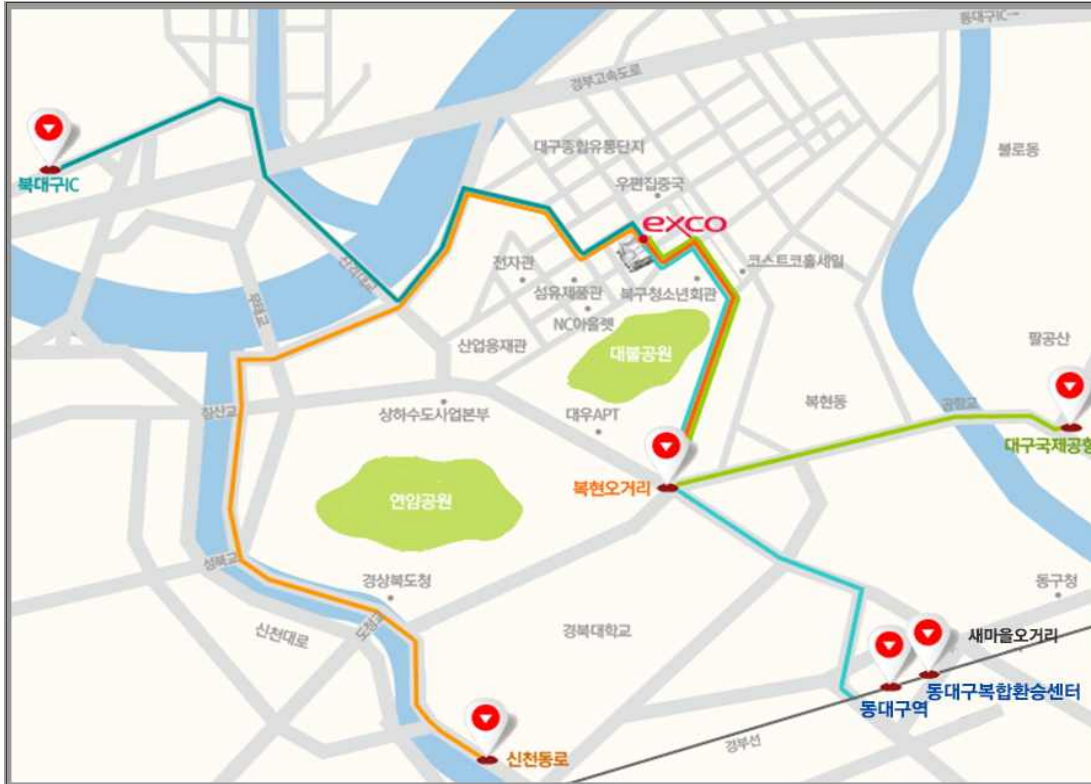 동대구IC→
경부고속도로
대구종합유통단지
불로동
우편집중국
북대구IC
exco
코스트코홀세일
전자관
산격대교
섬유제품관
북구청소년회관
무태교
NC아울렛
산업용재관
대불공원
팔공산
침산교
상하수도사업본부
대우APT
복현동
공항교
대구국제공항
복현오거리
연암공원
성북교
경상북도청
동구청
도청교
신천대로
경북대학교
새마을오거리
동대구복합환승센터
동대구역
경부선
신천동로